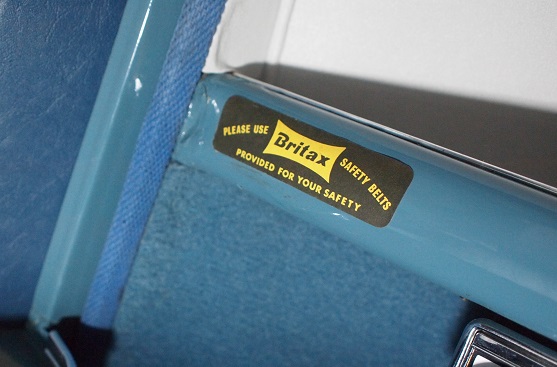 PLEASE USE Britax SAFETY BELTS
PROVIDED FOR YOUR SAFETY